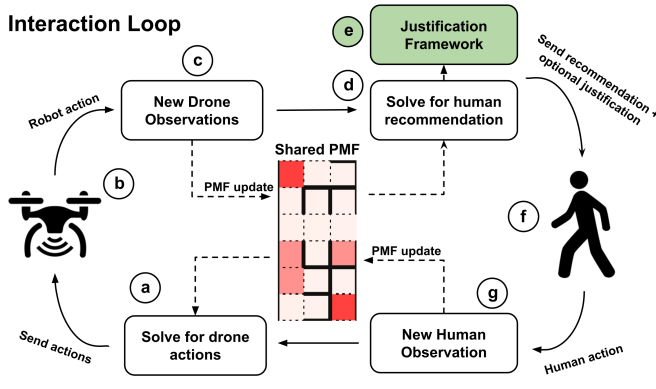 Interaction Loop
e
Justification
Framework
Send recommendation +
optional justification
c
d
Robot action
New Drone
Observations
Solve for human
recommendation
Shared PMF
b
PMF update
f
PMF update
a
g
Send actions
Solve for drone
actions
New Human
Observation
Human action